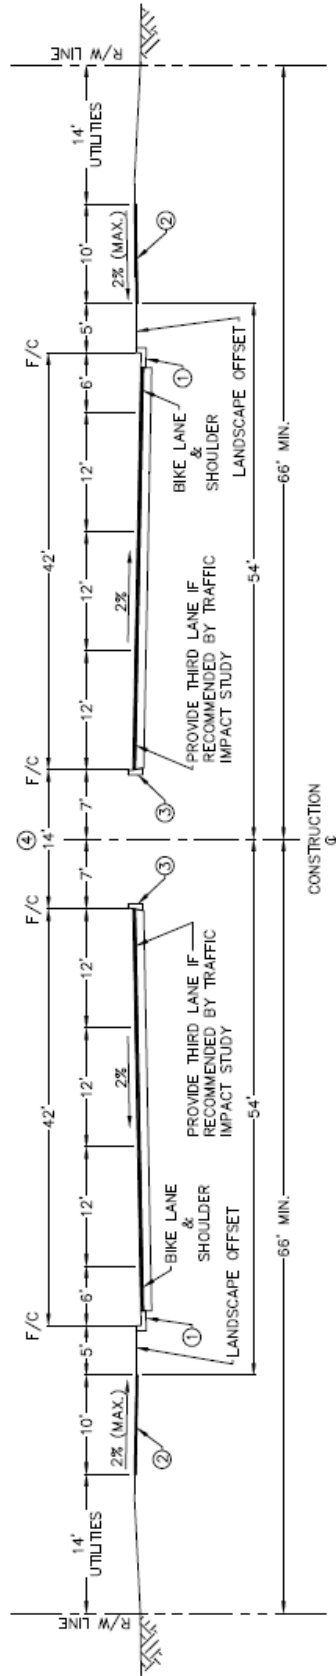 R/W LINE
F/C
F/C
④
F/C
F/C
R/W LINE
42'
14'
42'
14'
10'
5'
6'
12'
12'
12'
7'
7'
12'
12'
12'
6'
5'
10'
14'
UTILITIES
UTILITIES
2% (MAX.)
2%
2%
2% (MAX.)
②
①
③
③
①
②
BIKE LANE
&
SHOULDER
PROVIDE THIRD LANE IF
RECOMMENDED BY TRAFFIC
IMPACT STUDY
PROVIDE THIRD LANE IF
RECOMMENDED BY TRAFFIC
IMPACT STUDY
BIKE LANE
&
SHOULDER
LANDSCAPE OFFSET
LANDSCAPE OFFSET
54'
54'
66' MIN.
66' MIN.
CONSTRUCTION
℄